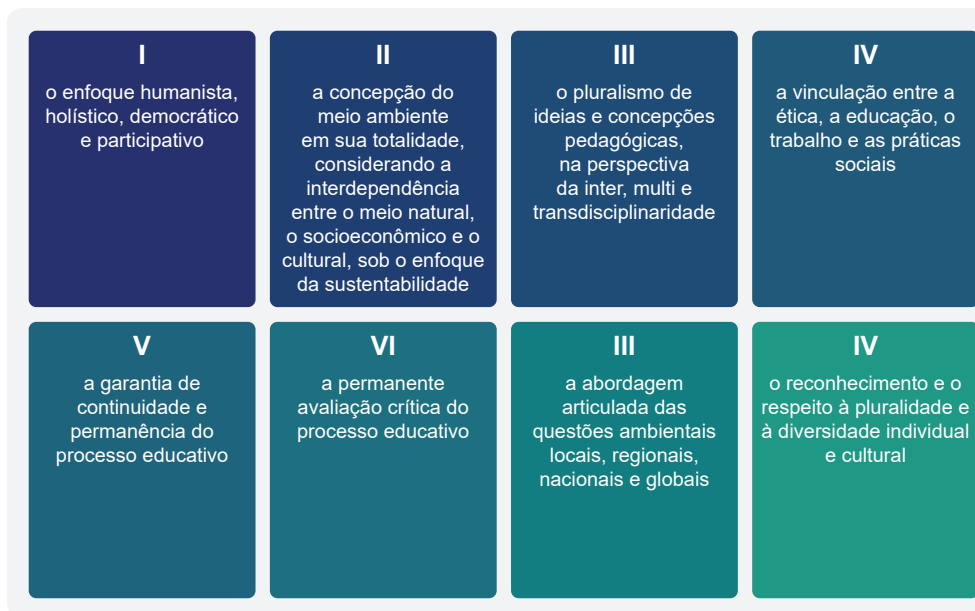 I
o enfoque humanista,
holístico, democrático
e participativo
II
a concepção do
meio ambiente
em sua totalidade,
considerando a
interdependência
entre o meio natural,
o socioeconômico e o
cultural, sob o enfoque
da sustentabilidade
III
o pluralismo de
ideias e concepções
pedagógicas,
na perspectiva
da inter, multi e
transdisciplinaridade
IV
a vinculação entre a
ética, a educação, o
trabalho e as práticas
sociais
V
a garantia de
continuidade e
permanência do
processo educativo
VI
a permanente
avaliação crítica do
processo educativo
III
a abordagem
articulada das
questões ambientais
locais, regionais,
nacionais e globais
IV
o reconhecimento e o
respeito à pluralidade e
à diversidade individual
e cultural